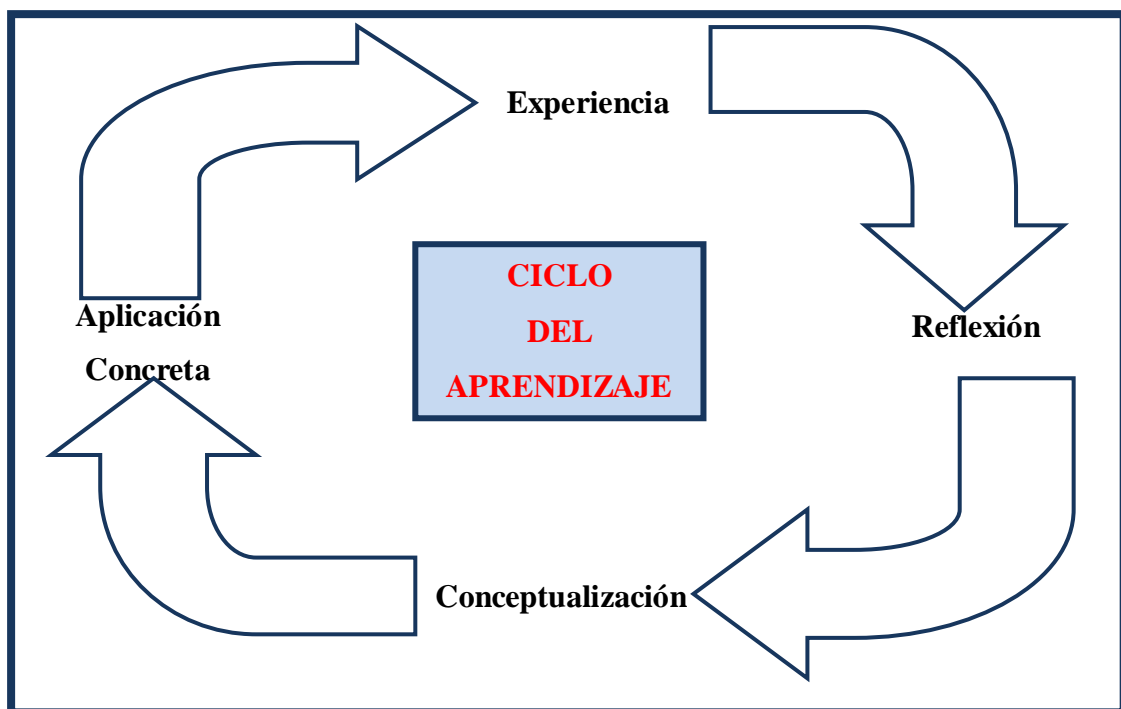 Experiencia
CICLO
DEL
APRENDIZAJE
Aplicación
Concreta
Reflexión
Conceptualización